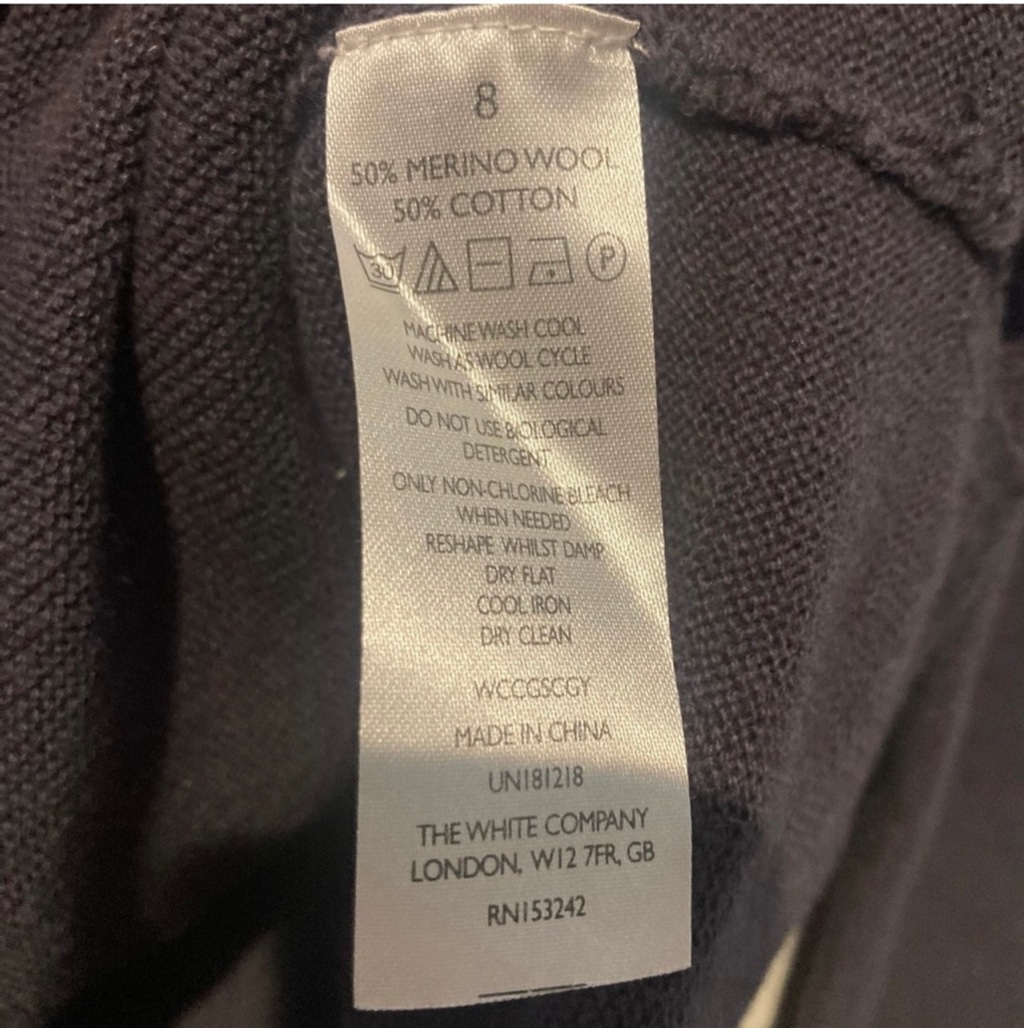 8
50% MERINO WOOL
50% COTTON
30 P
MACHINE WASH COOL
WASH AS WOOL CYCLE
WASH WITH SIMILAR COLOURS
DO NOT USE BIOLOGICAL
DETERGENT
ONLY NON-CHLORINE BLEACH
WHEN NEEDED
RESHAPE WHILST DAMP
DRY FLAT
COOL IRON
DRY CLEAN
WCCGSCGY
MADE IN CHINA
UN181218
THE WHITE COMPANY
LONDON, W12 7FR, GB
RN153242